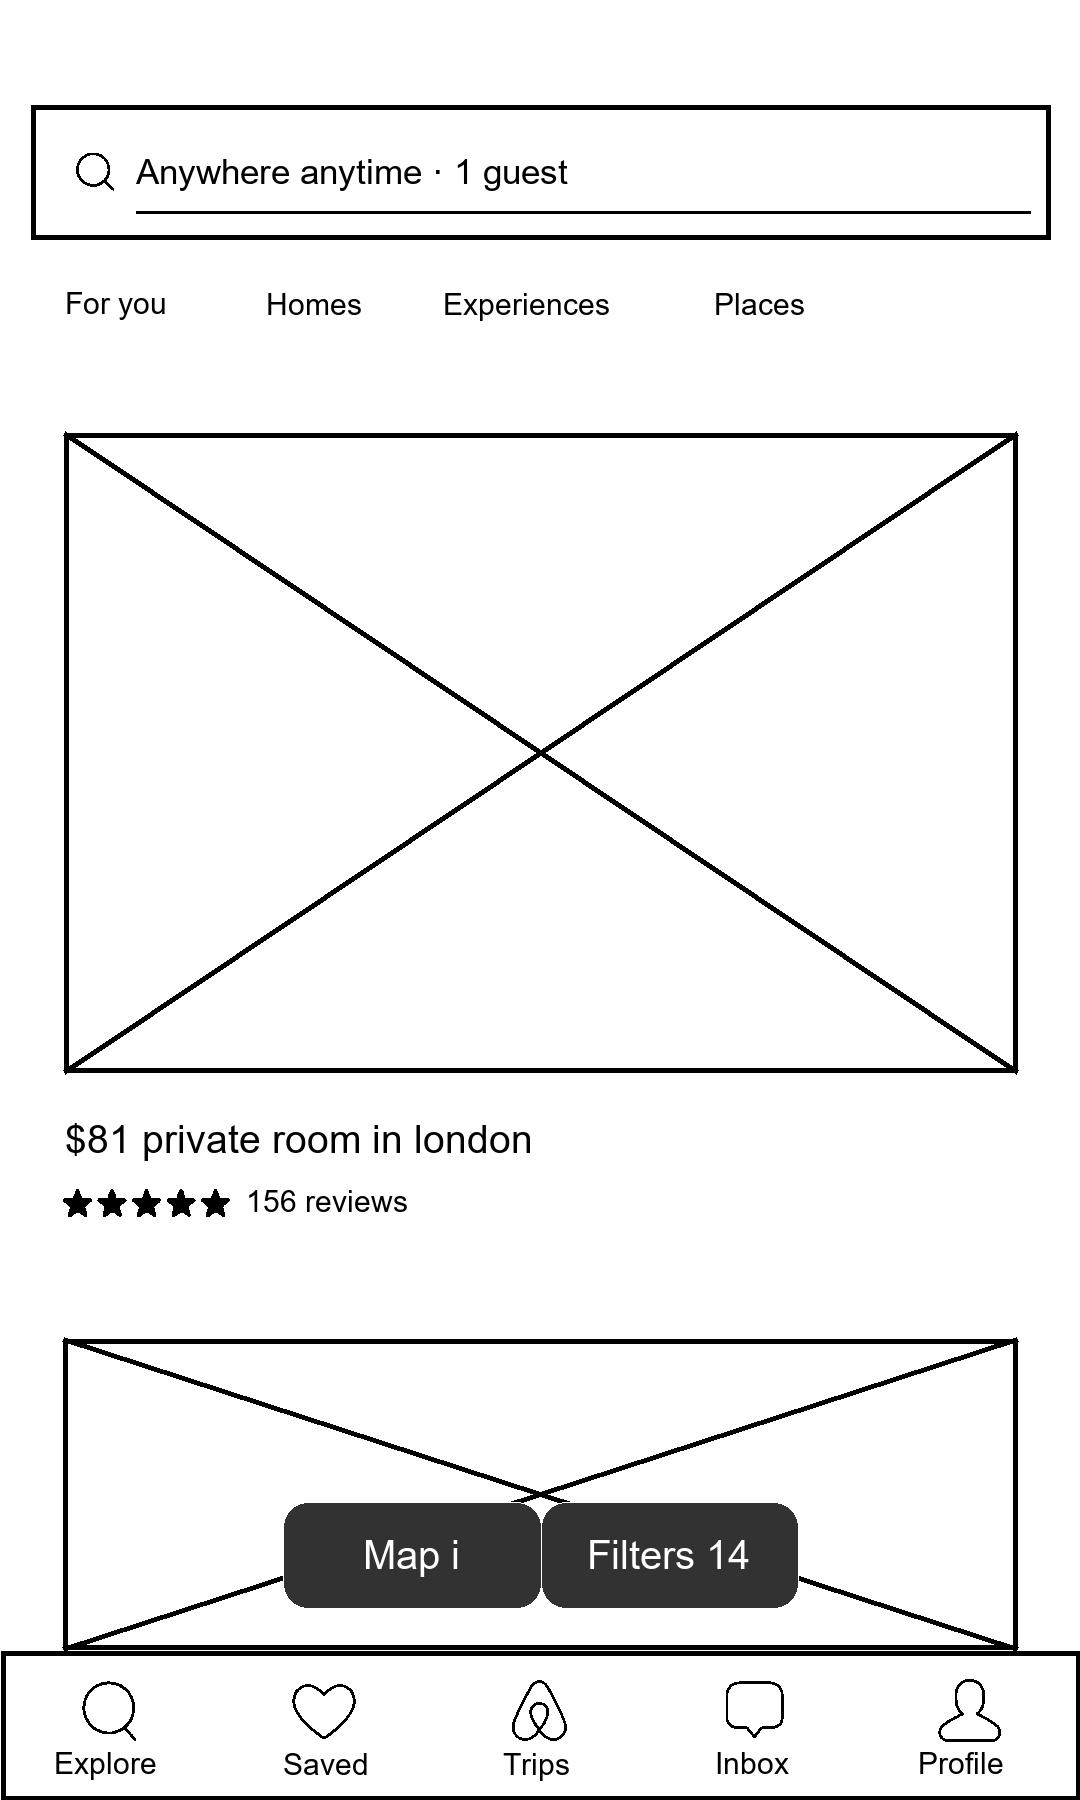 Anywhere anytime · 1 guest
For you Homes Experiences Places
$81 private room in london
156 reviews
Map i Filters 14
Explore Saved Trips Inbox Profile